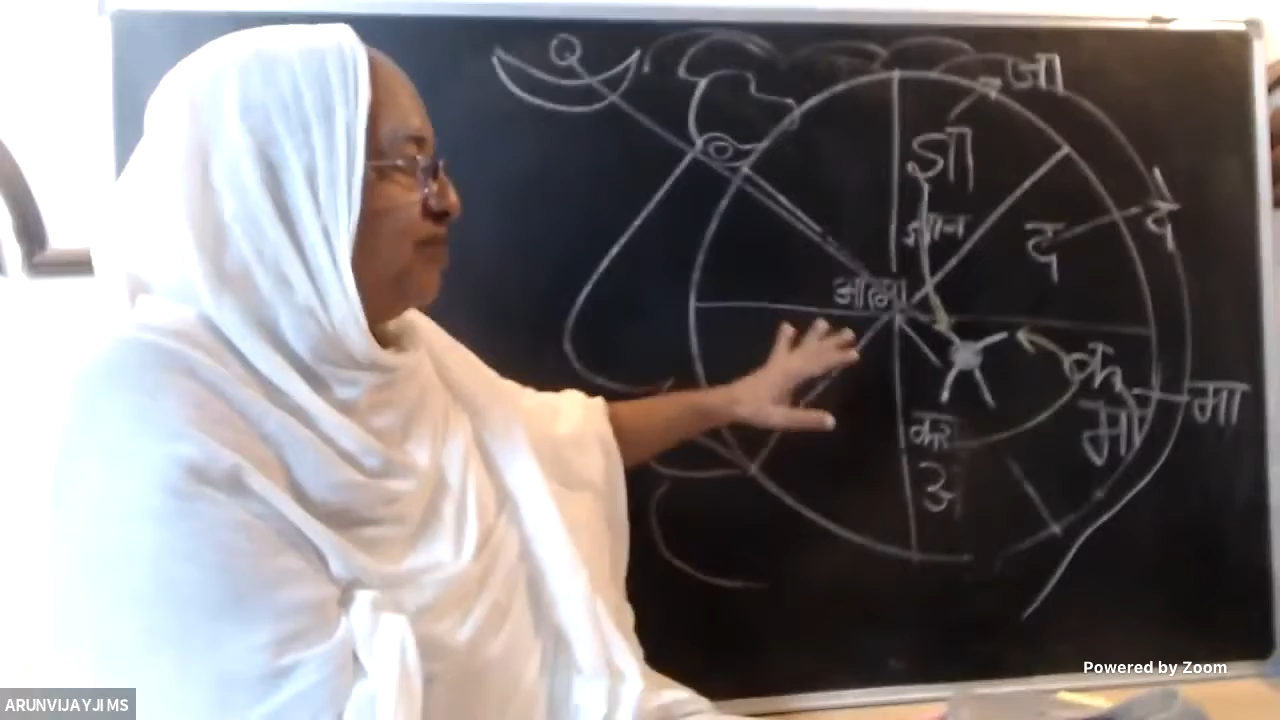 जा
ज्ञा
ज्ञान
द
दे
आत्मा
क
मो
मा
अ
Powered by Zoom
ARUNVIJAYJI MS